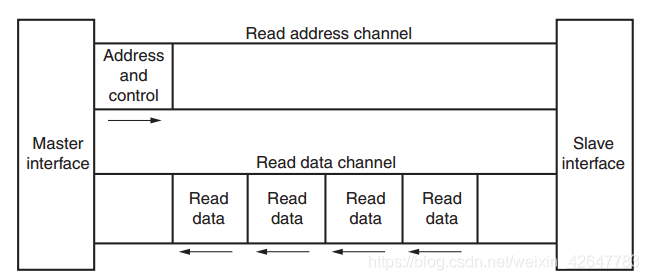 Read address channel
Address
and
control
Master
interface
Slave
interface
Read data channel
Read
data
Read
data
Read
data
Read
data
https://blog.csdn.net/weixin_42647783